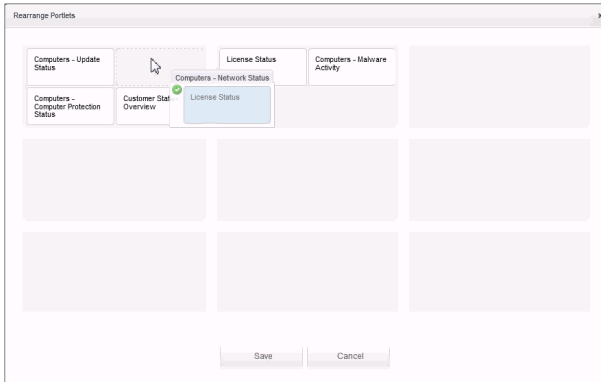 Rearrange Portlets
Computers - Update
Status
License Status
Computers - Malware
Activity
Computers - Network Status
Computers -
Computer Protection
Status
Customer Stat
Overview
License Status
Save
Cancel